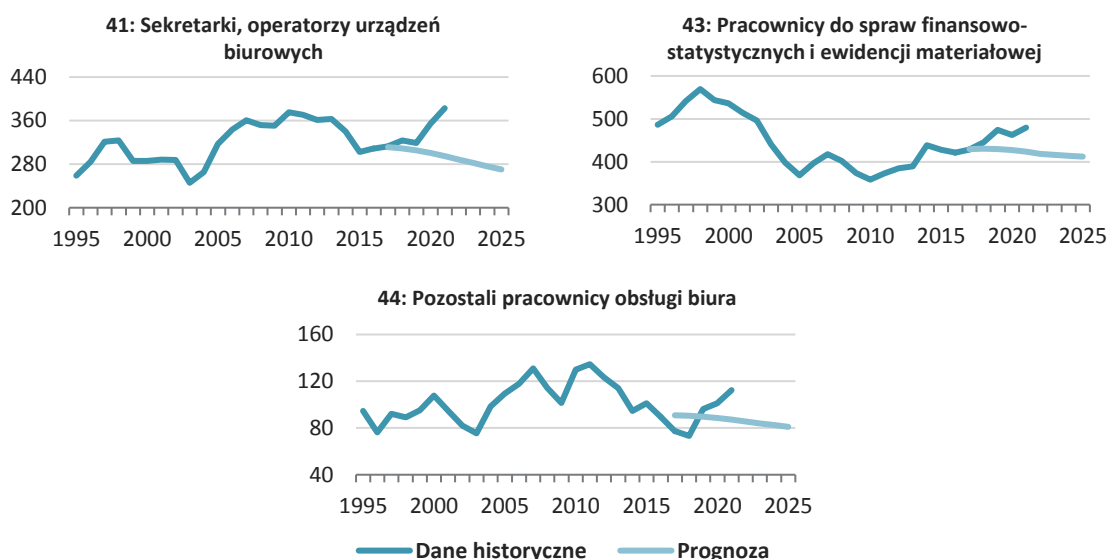 41: Sekretarki, operatorzy urządzeń
biurowych
440
360
280
200
1995 2000 2005 2010 2015 2020 2025
43: Pracownicy do spraw finansowo-
statystycznych i ewidencji materiałowej
600
500
400
300
1995 2000 2005 2010 2015 2020 2025
44: Pozostali pracownicy obsługi biura
160
120
80
40
1995 2000 2005 2010 2015 2020 2025
Dane historyczne Prognoza